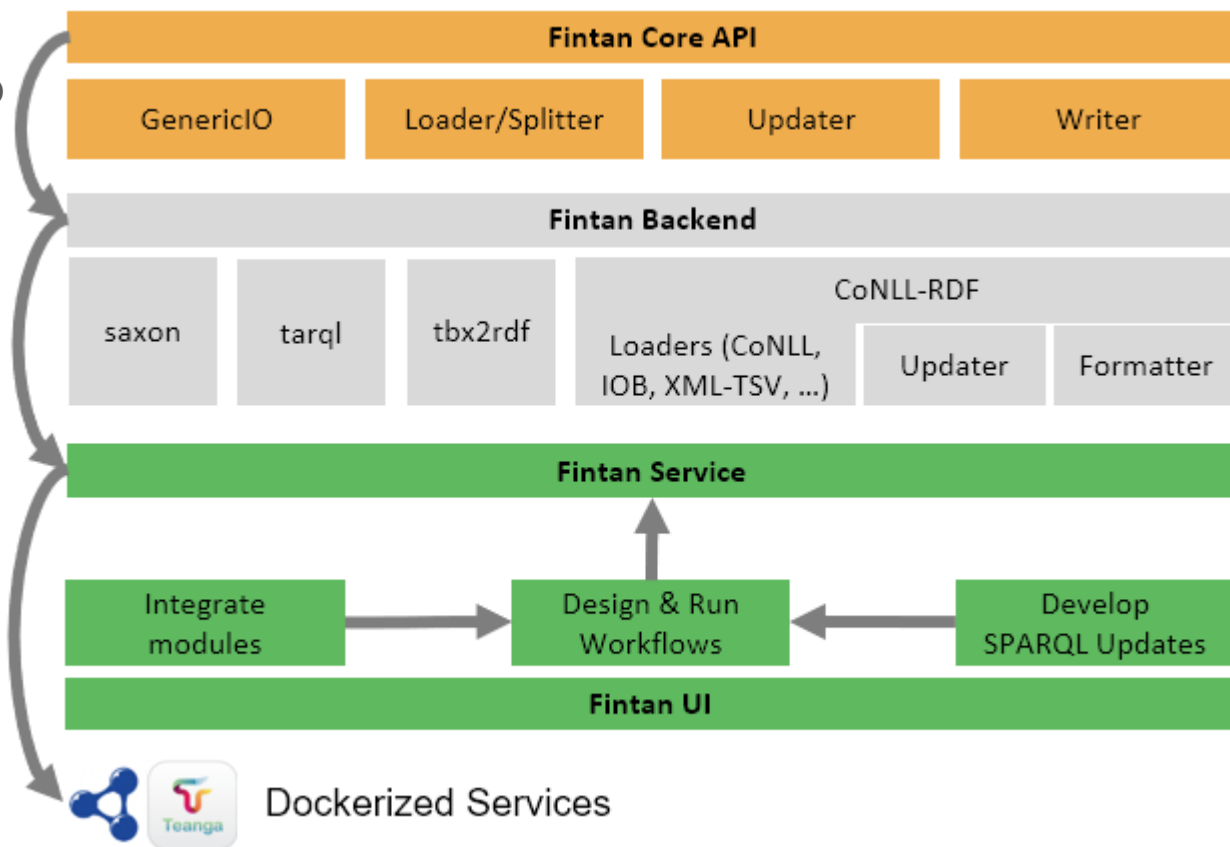 Fintan Core API
GenericIO
Loader/Splitter
Updater
Writer
Fintan Backend
saxon
tarql
tbx2rdf
CoNLL-RDF
Loaders (CoNLL,
IOB, XML-TSV, ...)
Updater
Formatter
Fintan Service
Integrate
modules
Design & Run
Workflows
Develop
SPARQL Updates
Fintan UI
Teanga
Dockerized Services